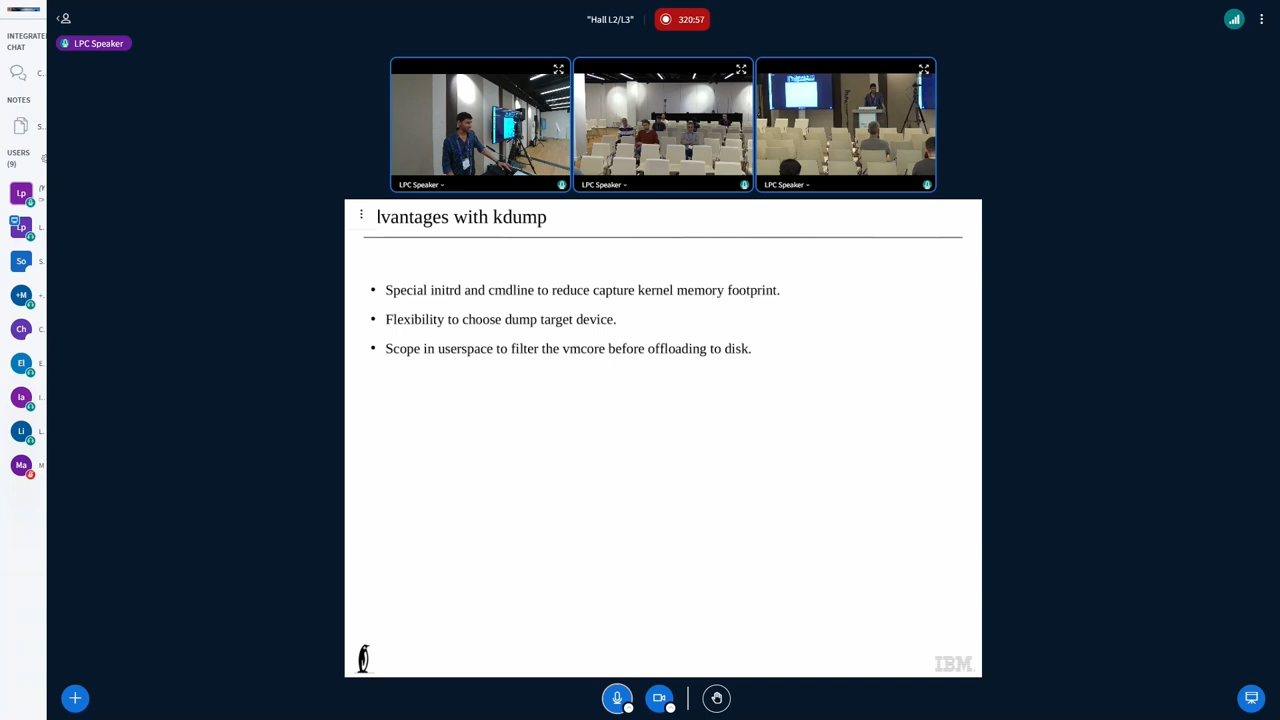 "Hall L2/L3"
320:57
LPC Speaker
INTEGRATE
CHAT
C.
NOTES
S..
USERS
(9)
Lp
Lp
L.
So
S.
+M
+.
Ch
C.
El
E.
Ia
I..
Li
L.
Ma
M
LPC Speaker
LPC Speaker
LPC Speaker
vantages with kdump
• Special initrd and cmdline to reduce capture kernel memory footprint.
• Flexibility to choose dump target device.
• Scope in userspace to filter the vmcore before offloading to disk.
IBM